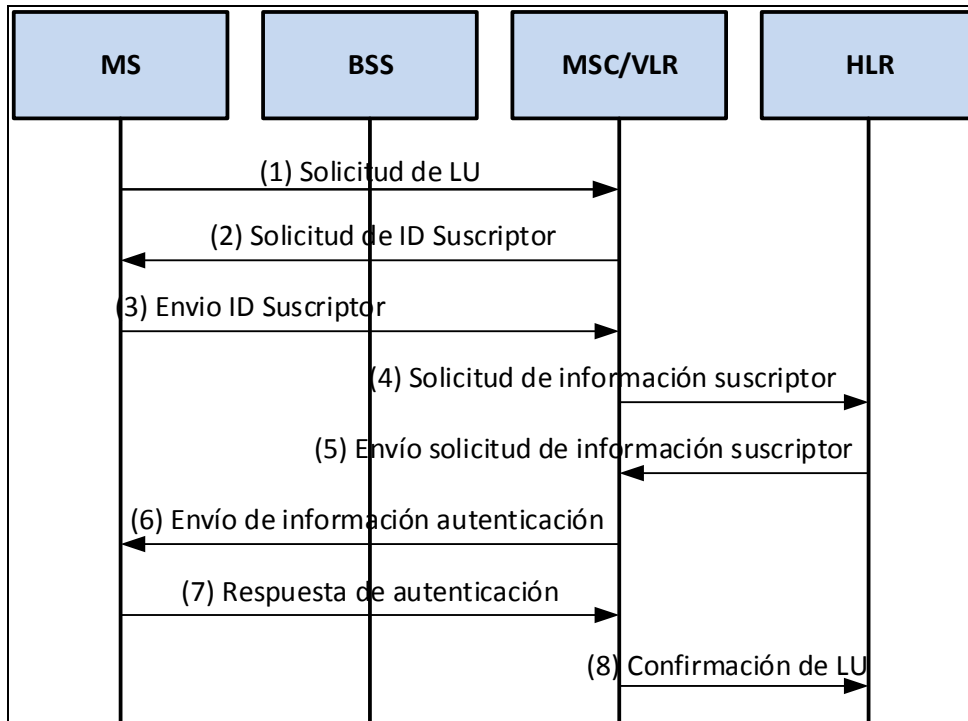 MS
BSS
MSC/VLR
HLR
(1) Solicitud de LU
(2) Solicitud de ID Suscriptor
(3) Envio ID Suscriptor
(4) Solicitud de información suscriptor
(5) Envío solicitud de información suscriptor
(6) Envío de información autenticación
(7) Respuesta de autenticación
(8) Confirmación de LU